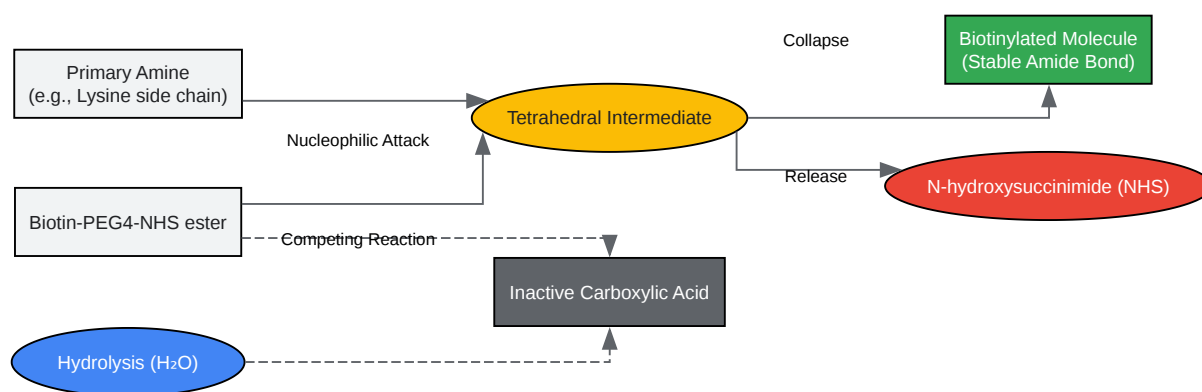 Primary Amine
(e.g., Lysine side chain)
Nucleophilic Attack
Biotin-PEG4-NHS ester
Competing Reaction
Hydrolysis (H₂O)
Tetrahedral Intermediate
Inactive Carboxylic Acid
Collapse
Release
Biotinylated Molecule
(Stable Amide Bond)
N-hydroxysuccinimide (NHS)